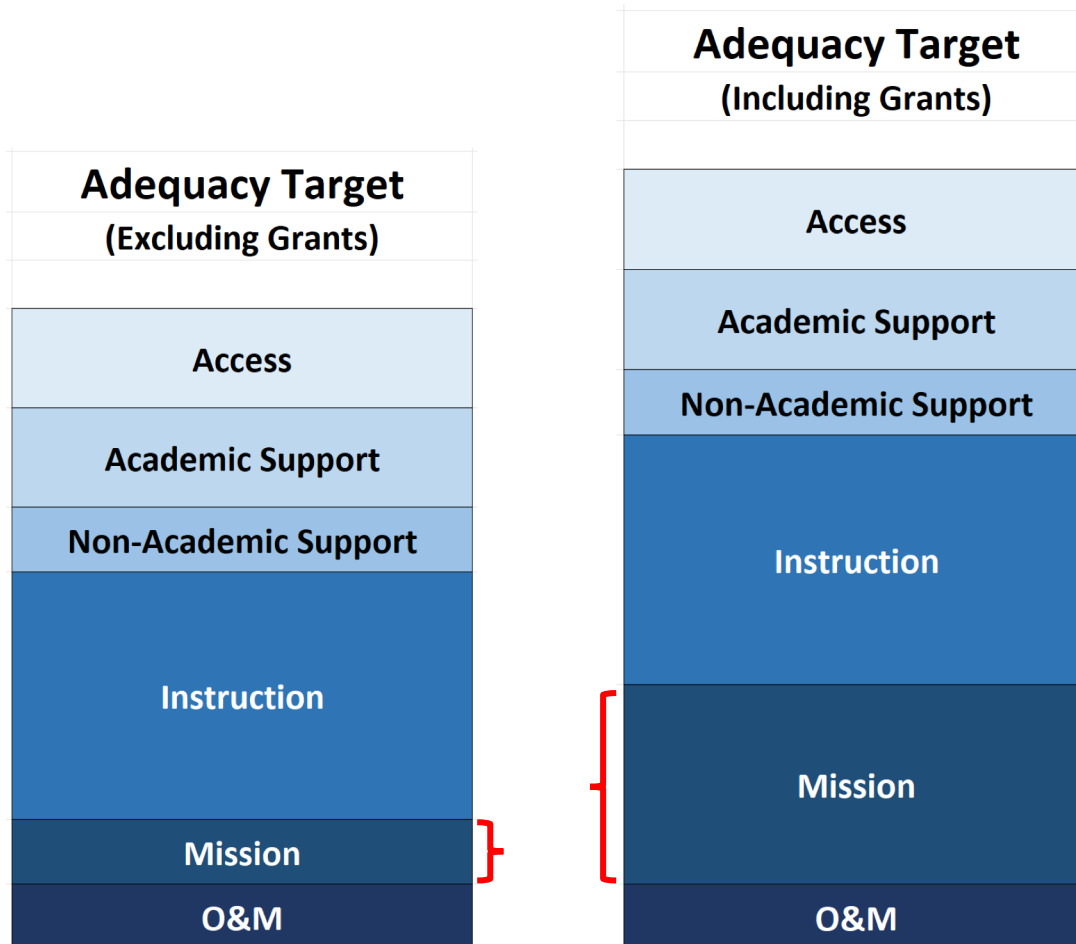 Adequacy Target
(Excluding Grants)
Access
Academic Support
Non-Academic Support
Instruction
Mission
O&M
Adequacy Target
(Including Grants)
Access
Academic Support
Non-Academic Support
Instruction
Mission
O&M